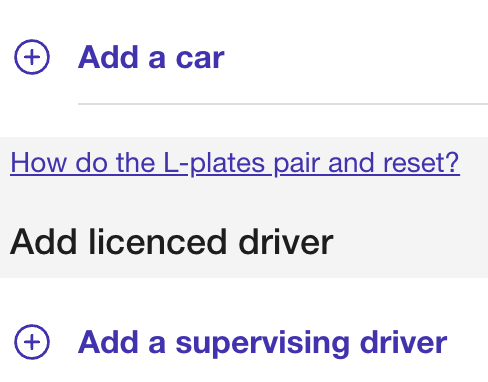 Add a car
How do the L-plates pair and reset?
Add licenced driver
Add a supervising driver